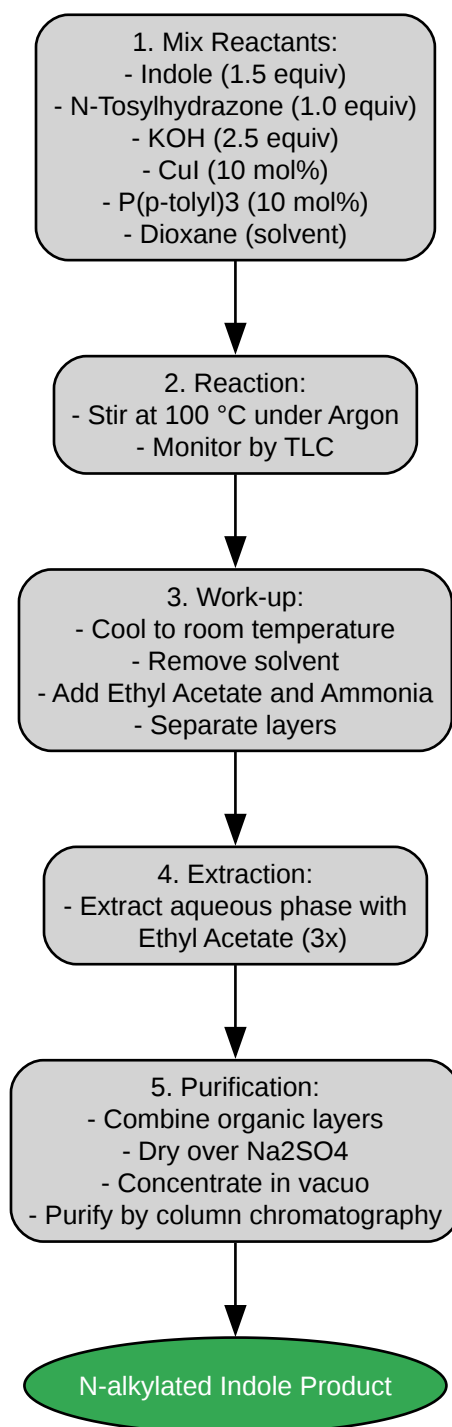 1. Mix Reactants:
- Indole (1.5 equiv)
- N-Tosylhydrazone (1.0 equiv)
- KOH (2.5 equiv)
- CuI (10 mol%)
- P(p-tolyl)3 (10 mol%)
- Dioxane (solvent)
2. Reaction:
- Stir at 100 °C under Argon
- Monitor by TLC
3. Work-up:
- Cool to room temperature
- Remove solvent
- Add Ethyl Acetate and Ammonia
- Separate layers
4. Extraction:
- Extract aqueous phase with
Ethyl Acetate (3x)
5. Purification:
- Combine organic layers
- Dry over Na2SO4
- Concentrate in vacuo
- Purify by column chromatography
N-alkylated Indole Product